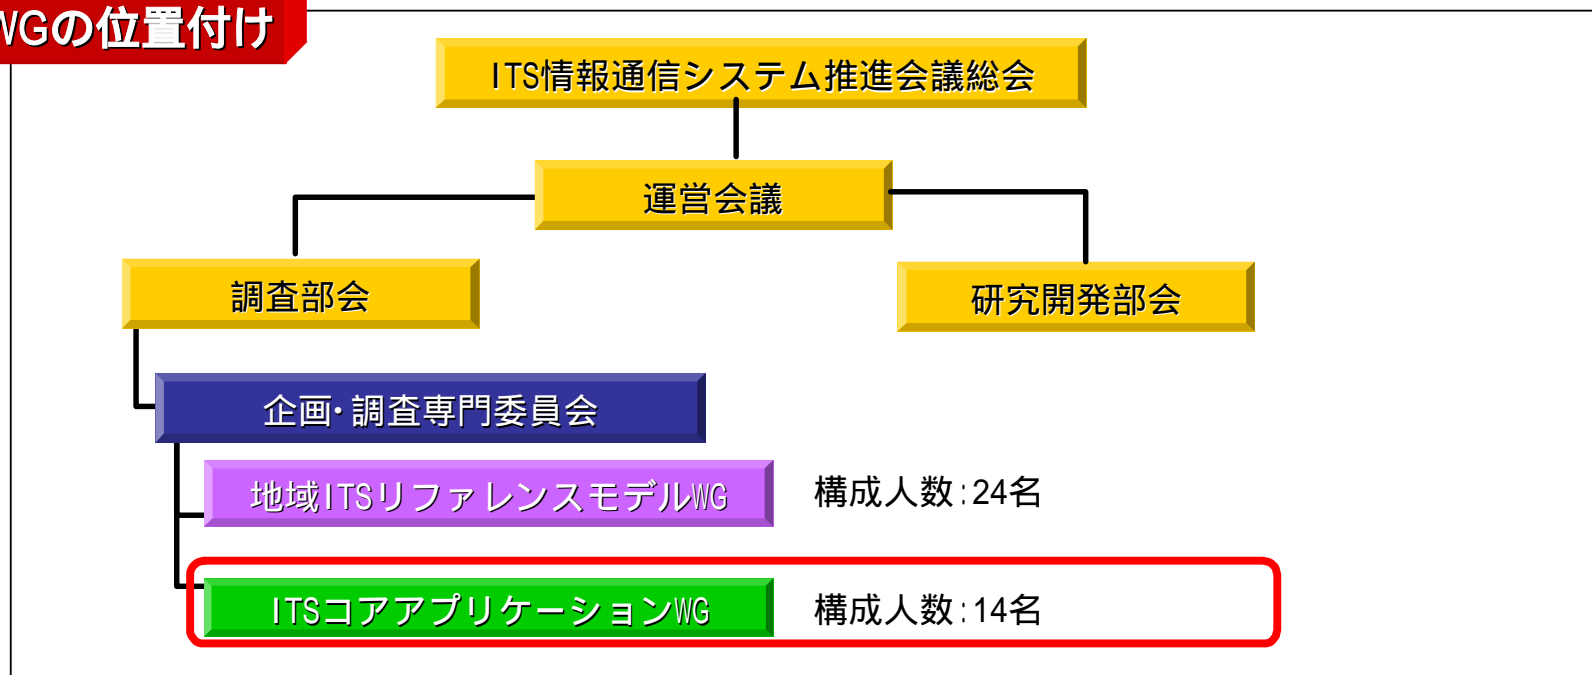 WGの位置付け
ITS情報通信システム推進会議総会
運営会議
調査部会
研究開発部会
企画・調査専門委員会
地域ITSリファレンスモデルWG
構成人数:24名
ITSコアアプリケーションWG
構成人数:14名